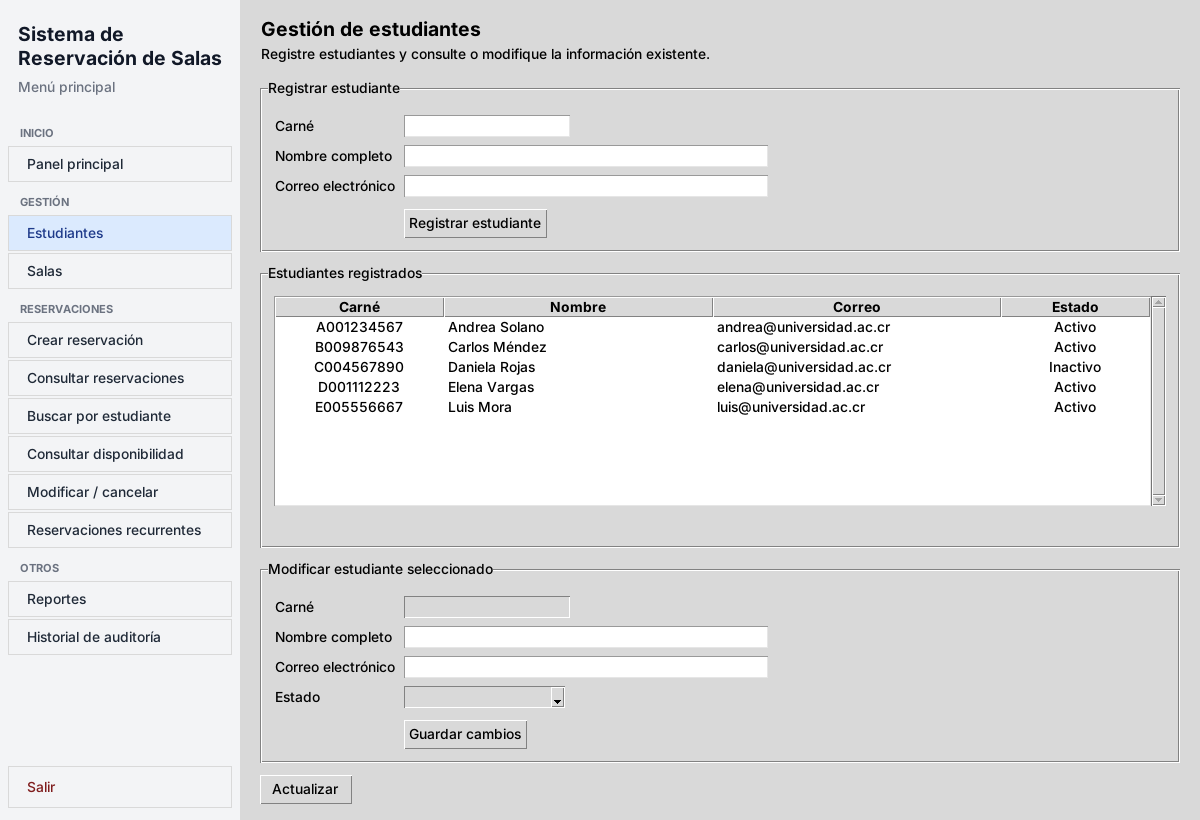 Sistema de
Reservación de Salas
Menú principal
INICIO
Panel principal
GESTIÓN
Estudiantes
Salas
RESERVACIONES
Crear reservación
Consultar reservaciones
Buscar por estudiante
Consultar disponibilidad
Modificar / cancelar
Reservaciones recurrentes
OTROS
Reportes
Historial de auditoría
Salir
Gestión de estudiantes
Registre estudiantes y consulte o modifique la información existente.
Registrar estudiante
Carné
Nombre completo
Correo electrónico
Registrar estudiante
Estudiantes registrados
Carné Nombre Correo Estado
A001234567 Andrea Solano andrea@universidad.ac.cr Activo
B009876543 Carlos Méndez carlos@universidad.ac.cr Activo
C004567890 Daniela Rojas daniela@universidad.ac.cr Inactivo
D001112223 Elena Vargas elena@universidad.ac.cr Activo
E005556667 Luis Mora luis@universidad.ac.cr Activo
Modificar estudiante seleccionado
Carné
Nombre completo
Correo electrónico
Estado
Guardar cambios
Actualizar